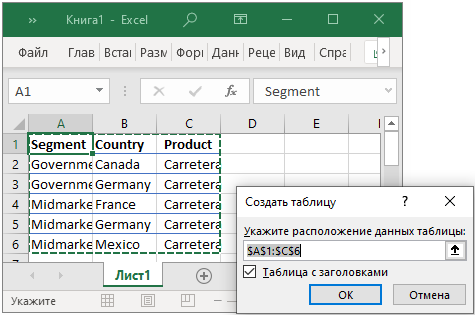 Книга1 - Excel
Файл Глав Встав Разм Форм Данн Реце Вид Спра
A1 fx Segment
A B C D E
1 Segment Country Product
2 Governme Canada Carretera
3 Governme Germany Carretera
4 Midmarke France Carretera
5 Midmarke Germany Carretera
6 Midmarke Mexico Carretera
Лист1
Укажите
Создать таблицу ? ×
Укажите расположение данных таблицы:
$A$1:$C$6
Таблица с заголовками
ОК Отмена